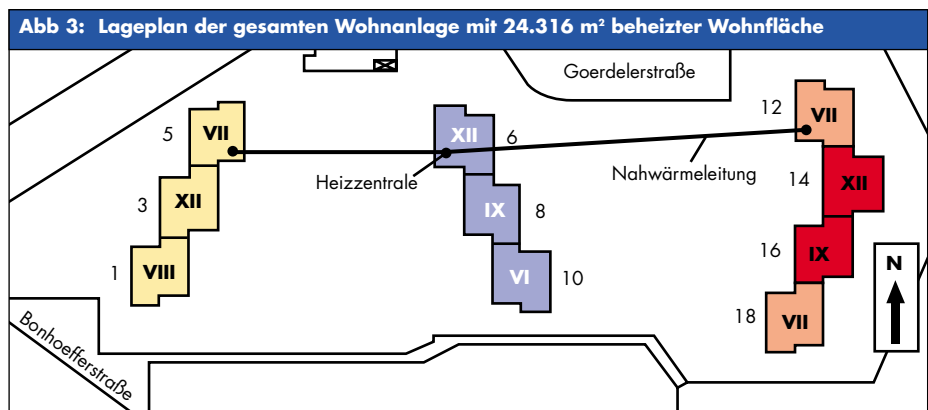 Abb 3: Lageplan der gesamten Wohnanlage mit 24.316 m² beheizter Wohnfläche
Goerdelerstraße
5
VII
XII
6
12
VII
Heizzentrale
Nahwärmeleitung
3
XII
IX
8
14
XII
1
VIII
VI
10
16
IX
N
18
VII
Bonhoefferstraße